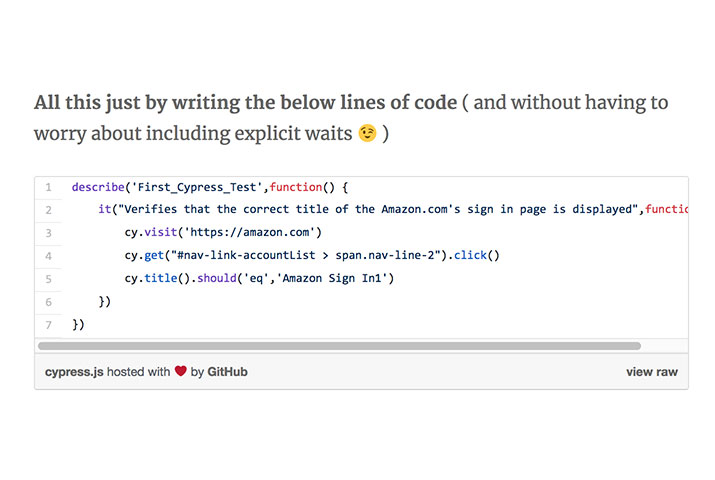 All this just by writing the below lines of code ( and without having to
worry about including explicit waits 😉 )
1 describe('First_Cypress_Test',function() {
2 it("Verifies that the correct title of the Amazon.com's sign in page is displayed",functio
3 cy.visit('https://amazon.com')
4 cy.get("#nav-link-accountList > span.nav-line-2").click()
5 cy.title().should('eq','Amazon Sign In1')
6 })
7 })
cypress.js hosted with ❤ by GitHub view raw